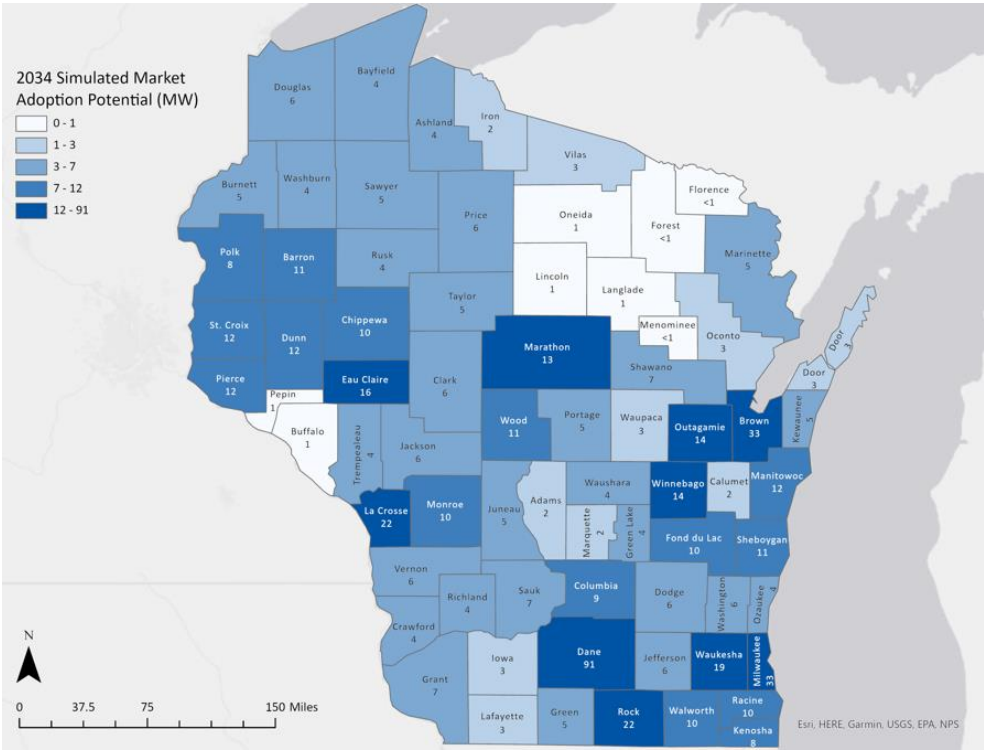 2034 Simulated Market
Adoption Potential (MW)
0 - 1
1 - 3
3 - 7
7 - 12
12 - 91
Douglas
6
Bayfield
4
Ashland
4
Iron
2
Vilas
3
Burnett
5
Washburn
4
Sawyer
5
Price
6
Oneida
1
Forest
<1
Florence
<1
Marinette
5
Polk
8
Barron
11
Rusk
4
Lincoln
1
Langlade
1
Taylor
5
Menominee
<1
Oconto
3
Door
3
Door
3
St. Croix
12
Dunn
12
Chippewa
10
Marathon
13
Shawano
7
Pierce
12
Eau Claire
16
Clark
6
Pepin
1
Buffalo
1
Trempealeau
4
Jackson
6
Wood
11
Portage
5
Waupaca
3
Outagamie
14
Brown
33
Kewaunee
5
La Crosse
22
Monroe
10
Juneau
5
Adams
2
Waushara
4
Marquette
2
Green Lake
4
Winnebago
14
Calumet
2
Manitowoc
12
Fond du Lac
10
Sheboygan
11
Vernon
6
Richland
4
Sauk
7
Columbia
9
Dodge
6
Washington
6
Ozaukee
4
Crawford
4
Grant
7
Iowa
3
Dane
91
Jefferson
6
Waukesha
19
Milwaukee
33
Lafayette
3
Green
5
Rock
22
Walworth
10
Racine
10
Kenosha
8
N
0 37.5 75 150 Miles
Esri, HERE, Garmin, USGS, EPA, NPS